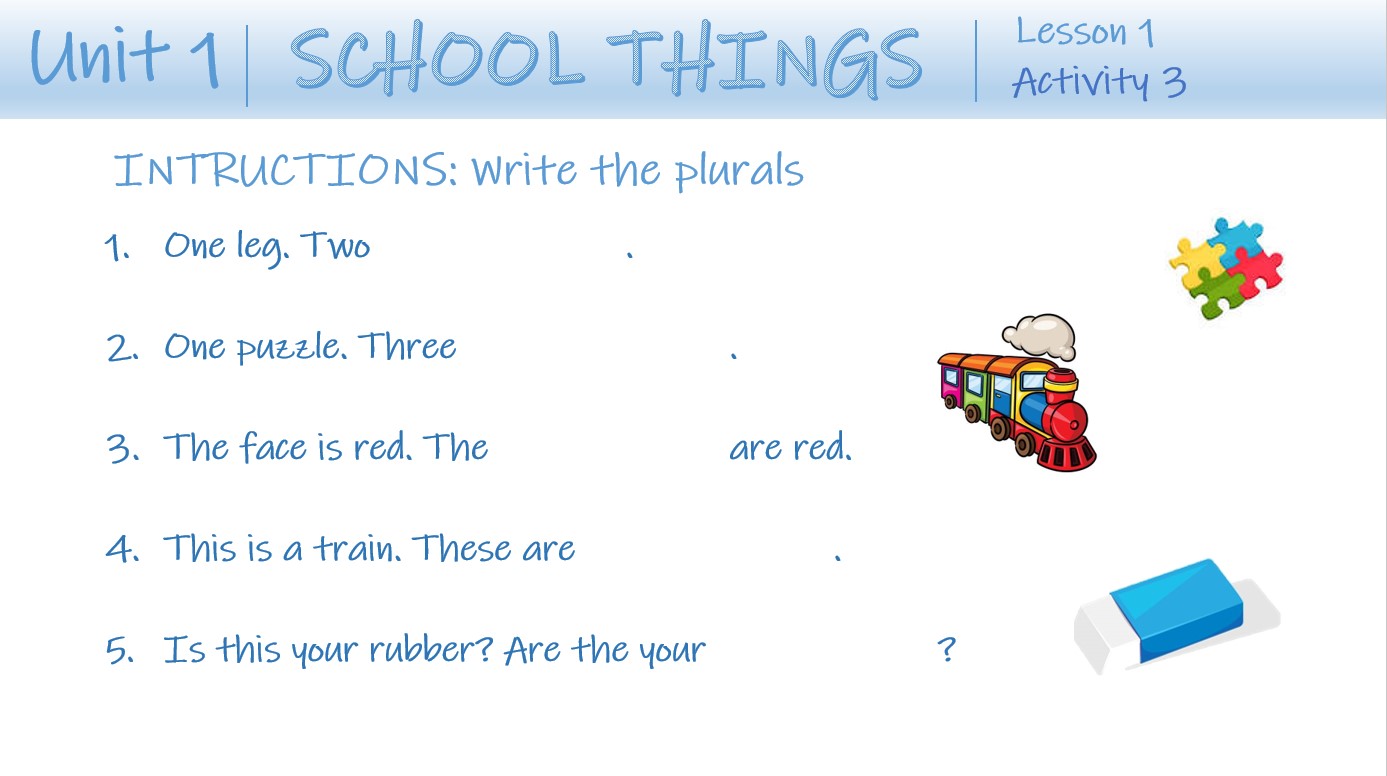 Unit 1
SCHOOL THINGS
Lesson 1
Activity 3
INTRUCTIONS: Write the plurals
1. One leg. Two .
2. One puzzle. Three .
3. The face is red. The are red.
4. This is a train. These are .
5. Is this your rubber? Are the your ?